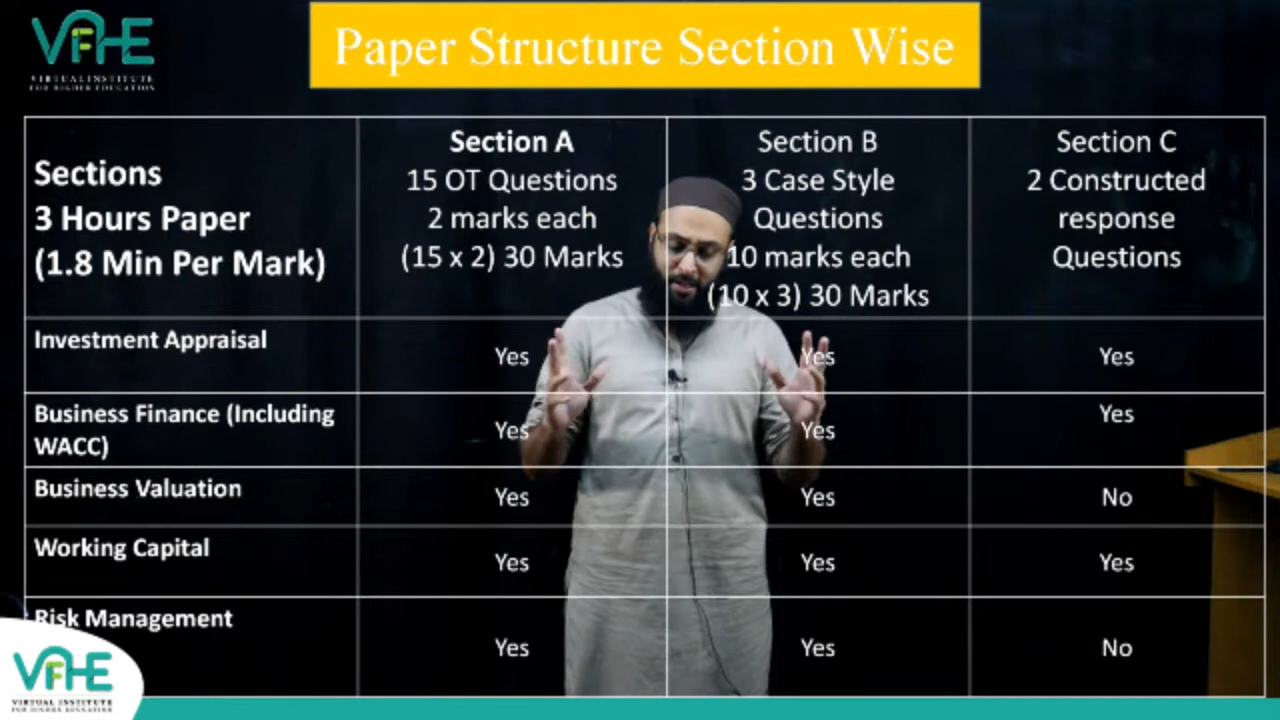 VIFHE
VIRTUAL INSTITUTE
FOR HIGHER EDUCATION
Paper Structure Section Wise
Sections
3 Hours Paper
(1.8 Min Per Mark)
Section A
15 OT Questions
2 marks each
(15 x 2) 30 Marks
Section B
3 Case Style
Questions
10 marks each
(10 x 3) 30 Marks
Section C
2 Constructed
response
Questions
Investment Appraisal
Yes
Yes
Yes
Business Finance (Including
WACC)
Yes
Yes
Yes
Business Valuation
Yes
Yes
No
Working Capital
Yes
Yes
Yes
Risk Management
Yes
Yes
No
VIFHE
VIRTUAL INSTITUTE
FOR HIGHER EDUCATION